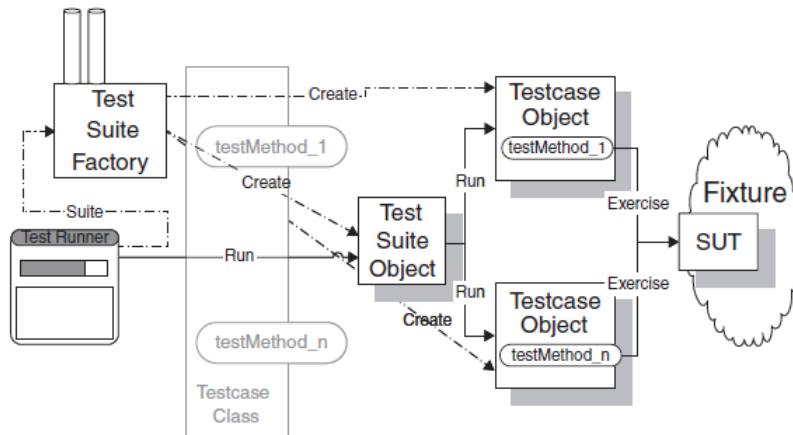 Test
Suite
Factory
Create
Testcase
Object
testMethod_1
testMethod_1
Create
Run
Exercise
Fixture
Suite
Test Runner
Run
Test
Suite
Object
SUT
Run
Exercise
Testcase
Object
Create
testMethod_n
testMethod_n
Testcase
Class